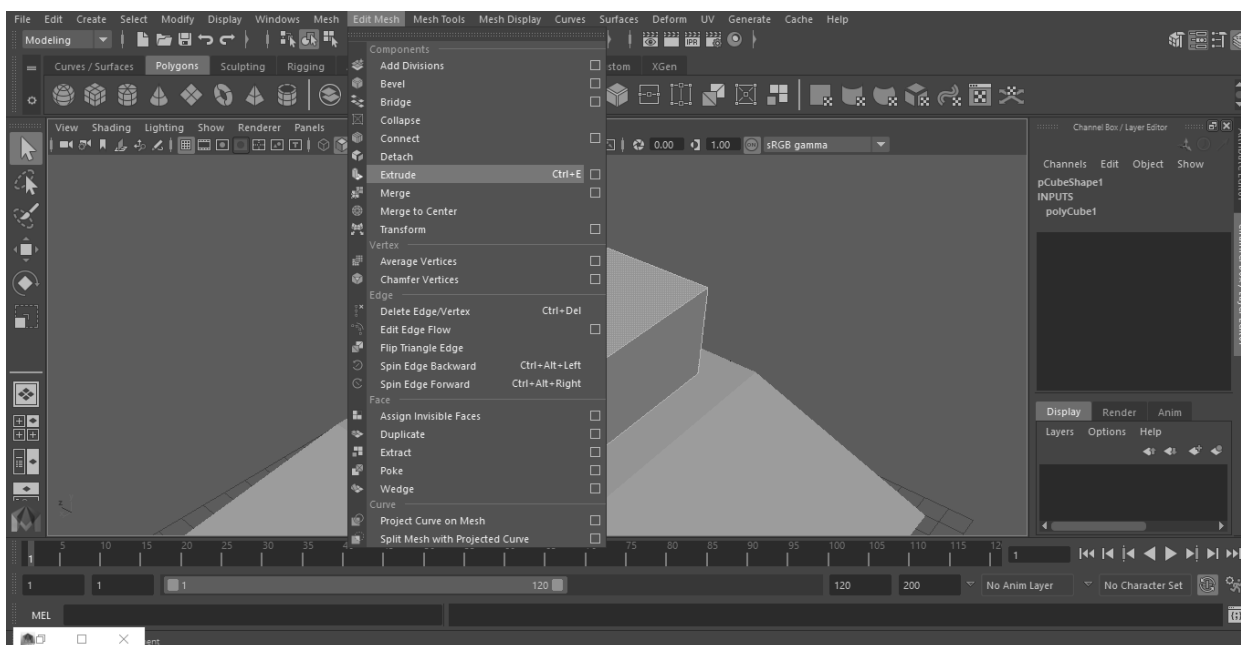 File Edit Create Select Modify Display Windows Mesh Edit Mesh Mesh Tools Mesh Display Curves Surfaces Deform UV Generate Cache Help
Modeling
Components
Curves / Surfaces Polygons Sculpting Rigging
Add Divisions
XGen
Bevel
Bridge
Collapse
View Shading Lighting Show Renderer Panels
Channel Box / Layer Editor
Connect
0.00 1.00 sRGB gamma
Detach
Channels Edit Object Show
Extrude Ctrl+E
pCubeShape1
Merge
INPUTS
Merge to Center
polyCube1
Transform
Vertex
Average Vertices
Chamfer Vertices
Edge
Delete Edge/Vertex Ctrl+Del
Edit Edge Flow
Flip Triangle Edge
Spin Edge Backward Ctrl+Alt+Left
Spin Edge Forward Ctrl+Alt+Right
Face
Assign Invisible Faces
Display Render Anim
Duplicate
Layers Options Help
Extract
Poke
Wedge
Curve
Project Curve on Mesh
Split Mesh with Projected Curve
5 10 15 20 25 30 35 75 80 85 90 95 100 105 110 115
1 1
1 1 1 120 120 200 No Anim Layer No Character Set
MEL